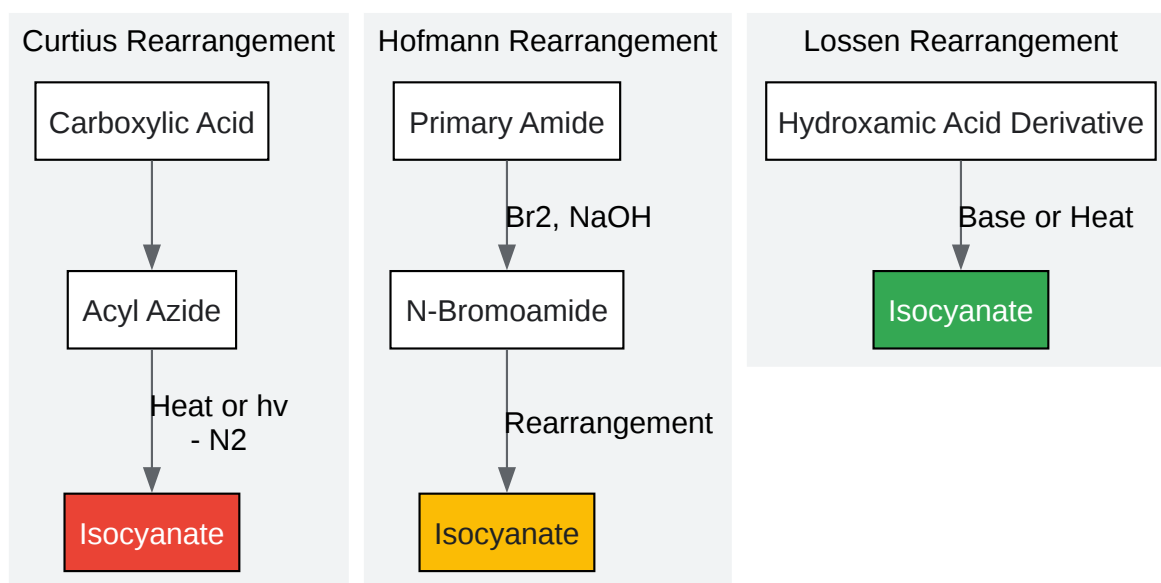 Curtius Rearrangement
Carboxylic Acid
Acyl Azide
Heat or hv
- N2
Isocyanate
Hofmann Rearrangement
Primary Amide
Br2, NaOH
N-Bromoamide
Rearrangement
Isocyanate
Lossen Rearrangement
Hydroxamic Acid Derivative
Base or Heat
Isocyanate